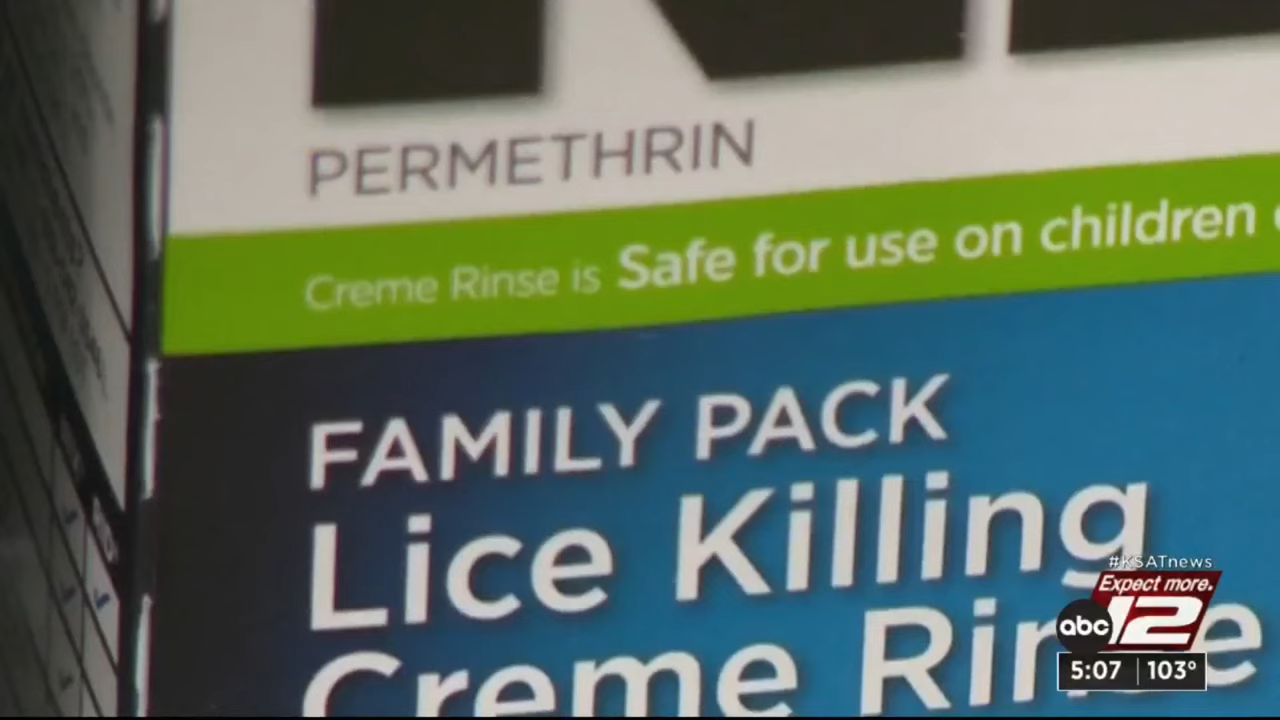 PERMETHRIN
Creme Rinse is Safe for use on children
FAMILY PACK
Lice Killing
Creme Rinse
#KSATnews
Expect more.
abc 12
5:07 103°